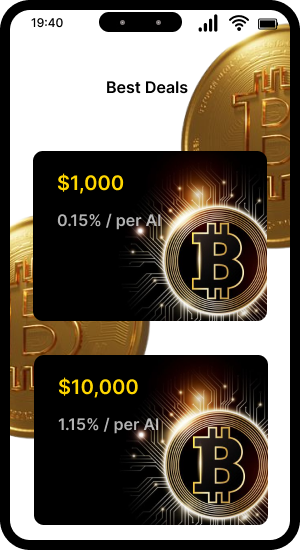 19:40
Best Deals
$1,000
0.15% / per AI
$10,000
1.15% / per AI